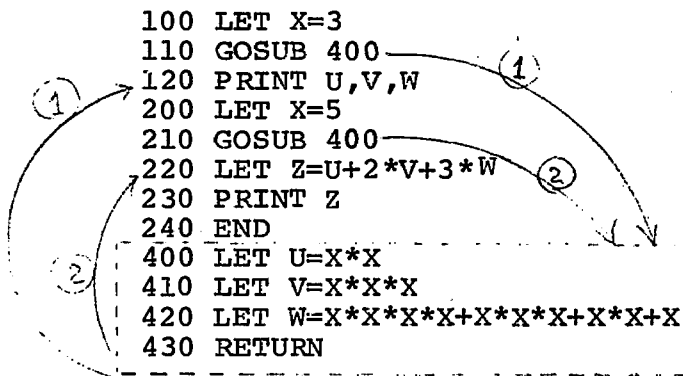 100 LET X=3
110 GOSUB 400
120 PRINT U,V,W
200 LET X=5
210 GOSUB 400
220 LET Z=U+2*V+3*W
230 PRINT Z
240 END
400 LET U=X*X
410 LET V=X*X*X
420 LET W=X*X*X*X+X*X*X+X*X+X
430 RETURN
1
1
2
2